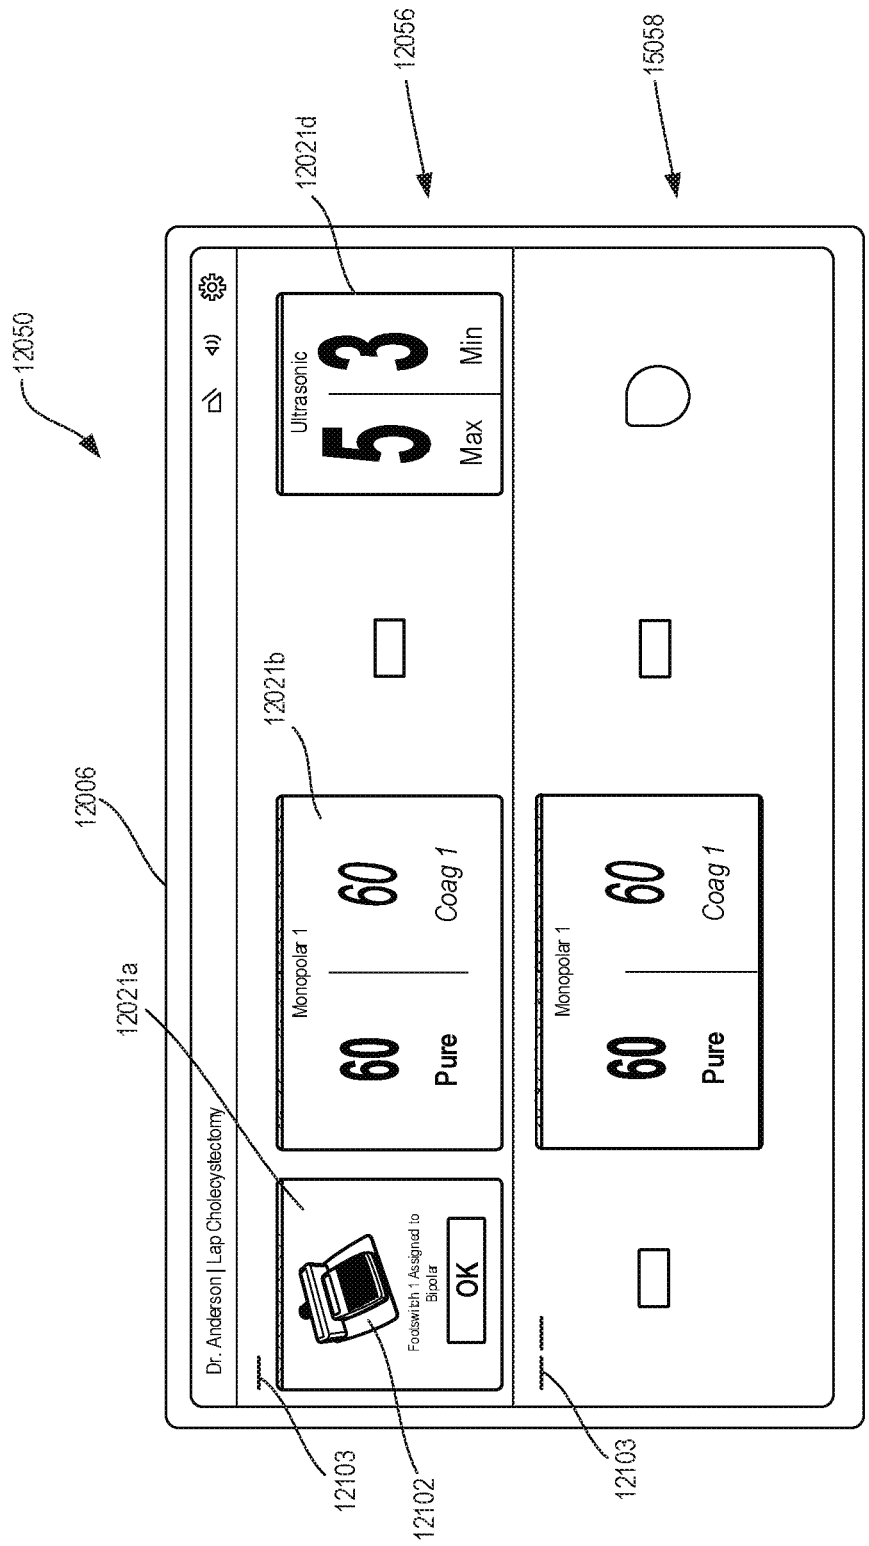 12050
12006
12021a
12021b
12021d
12056
15058
Dr. Anderson | Lap Cholecystectomy
Footswitch 1 Assigned to
Bipolar
OK
Monopolar 1
60 60
Pure Coag 1
Ultrasonic
5 3
Max Min
Monopolar 1
60 60
Pure Coag 1
12103
12102
12103